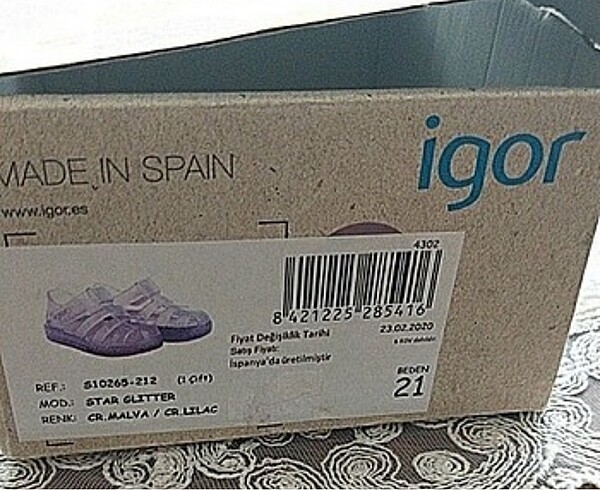 igor
MADE IN SPAIN
www.igor.es
4302
8 421225 285416
Fiyat Değişiklik Tarihi 23.02.2020
Satış Fiyatı:
İspanya'da üretilmiştir
BEDEN
21
REF.: S10265-212 (1 Çift)
MOD.: STAR GLITTER
RENK: CR.MALVA / CR.LILAC